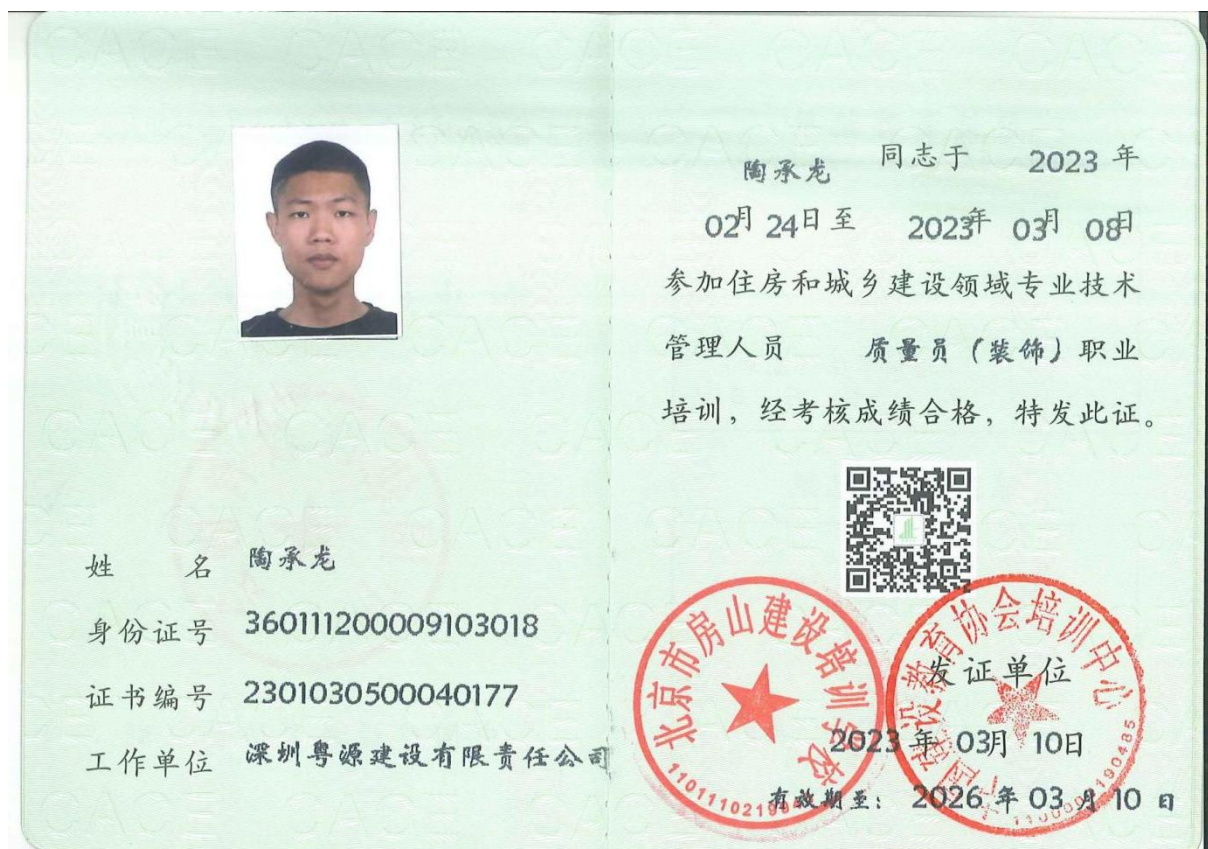 姓 名 陶承龙
身份证号 360111200009103018
证书编号 2301030500040177
工作单位 深圳粤源建设有限责任公司
陶承龙 同志于 2023 年
02月 24日至 2023年 03月 08日
参加住房和城乡建设领域专业技术
管理人员 质量员（装饰）职业
培训，经考核成绩合格，特发此证。
北京市房山建设培训学校
中国建设教育协会培训中心
发证单位
2023 年 03月 10日
有效期至： 2026 年 03 月 10 日
CACE